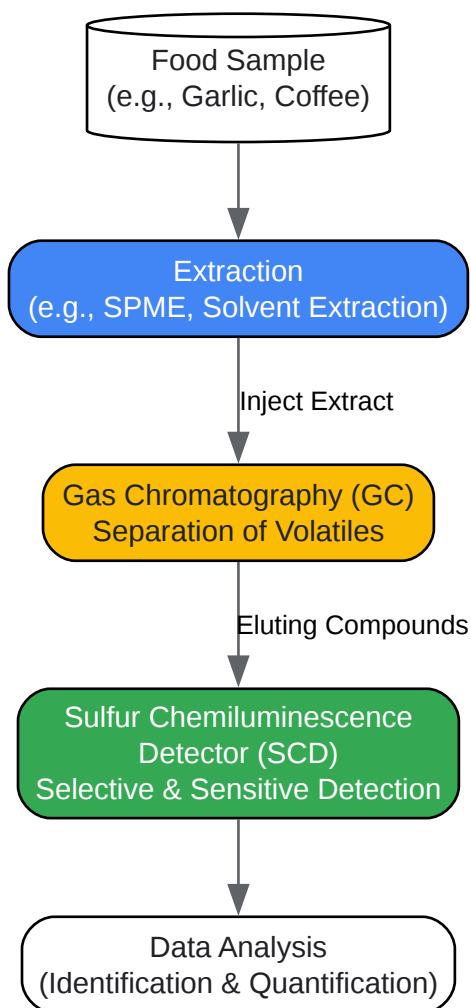 Food Sample
(e.g., Garlic, Coffee)
Extraction
(e.g., SPME, Solvent Extraction)
Inject Extract
Gas Chromatography (GC)
Separation of Volatiles
Eluting Compounds
Sulfur Chemiluminescence
Detector (SCD)
Selective & Sensitive Detection
Data Analysis
(Identification & Quantification)